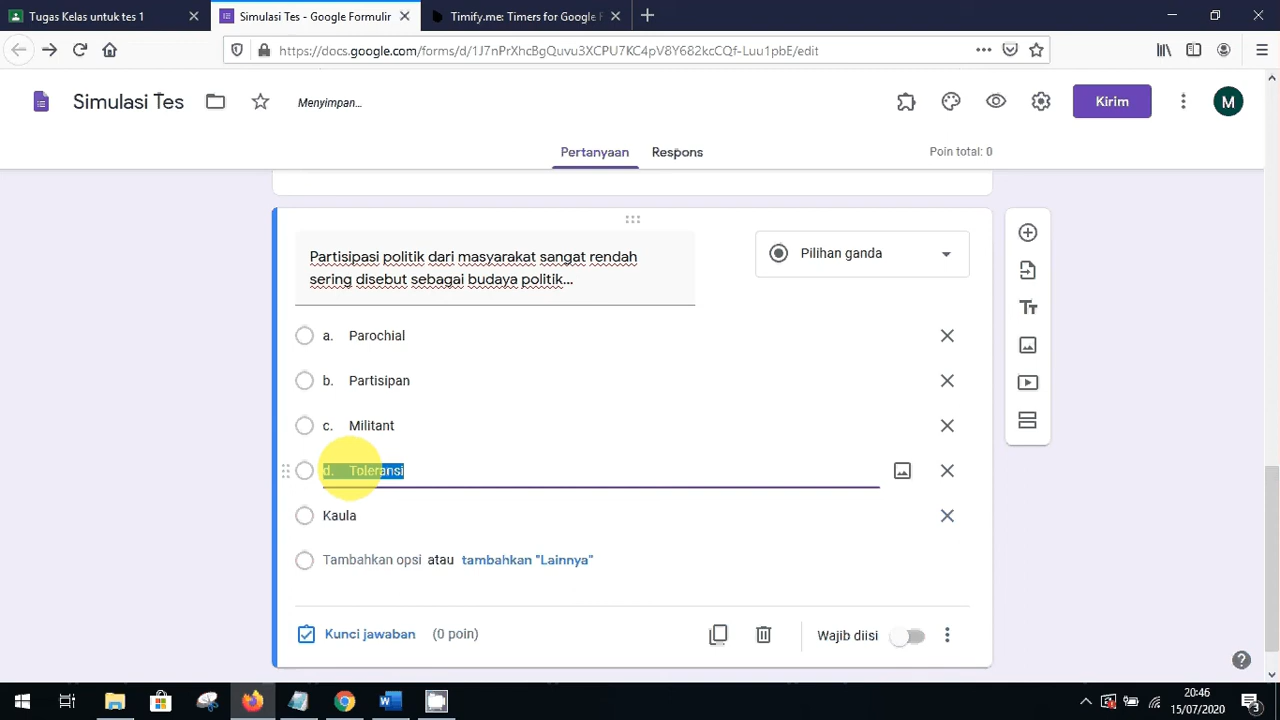 Tugas Kelas untuk tes 1
Simulasi Tes - Google Formulir
Timify.me: Timers for Google F
https://docs.google.com/forms/d/1J7nPrXhcBgQuvu3XCPU7KC4pV8Y682kcCQf-Luu1pbE/edit
Simulasi Tes
Menyimpan...
Kirim
M
Pertanyaan
Respons
Poin total: 0
Partisipasi politik dari masyarakat sangat rendah
sering disebut sebagai budaya politik...
Pilihan ganda
a. Parochial
b. Partisipan
c. Militant
d. Toleransi
Kaula
Tambahkan opsi atau tambahkan "Lainnya"
Kunci jawaban (0 poin)
Wajib diisi
20:46
15/07/2020
3